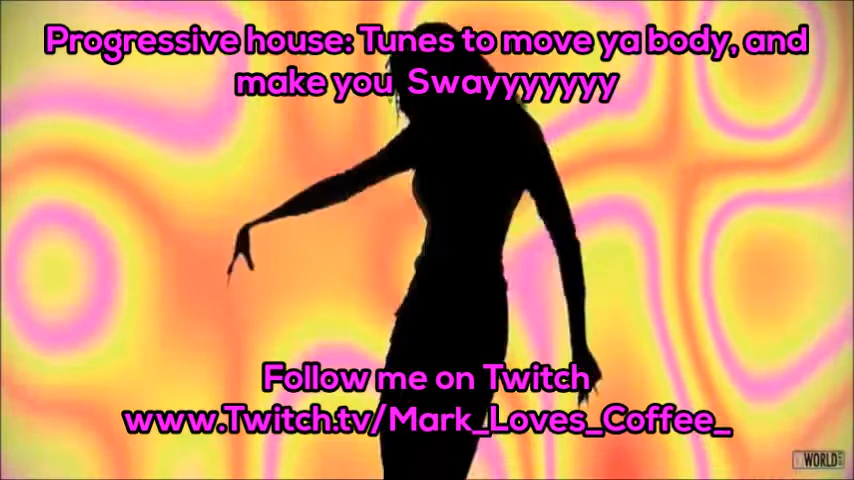 Progressive house: Tunes to move ya body, and
make you Swayyyyyyy
Follow me on Twitch
www.Twitch.tv/Mark_Loves_Coffee_
WORLD